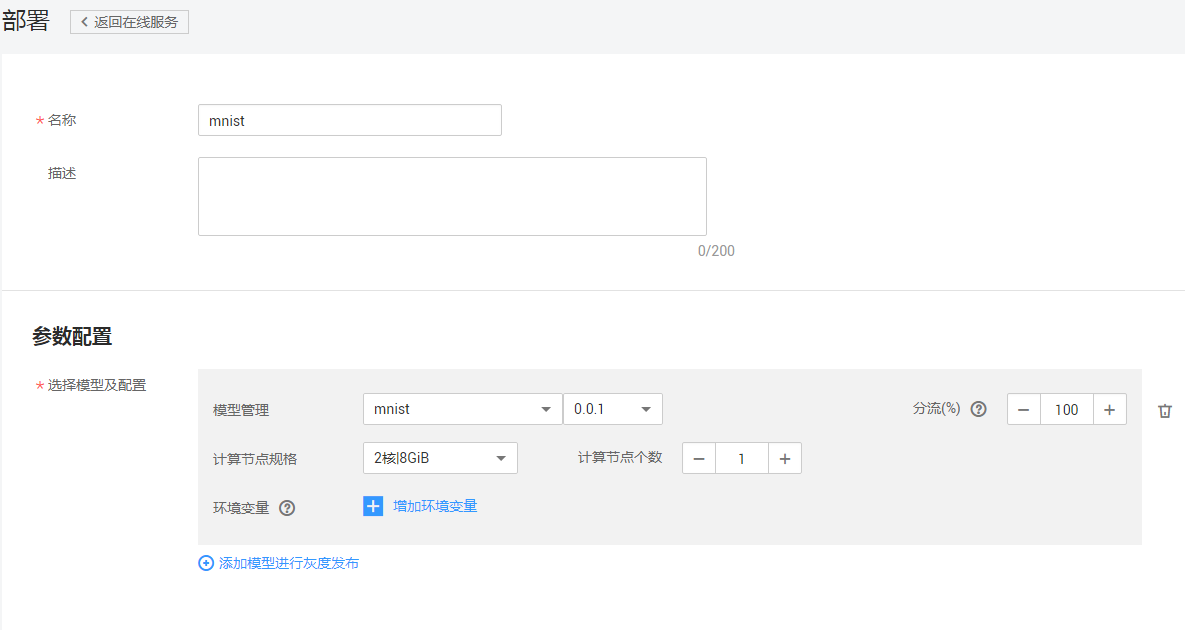 部署 返回在线服务
* 名称 mnist
描述
0/200
参数配置
* 选择模型及配置
模型管理 mnist 0.0.1 分流(%) ? − 100 +
计算节点规格 2核|8GiB 计算节点个数 − 1 +
环境变量 ? + 增加环境变量
添加模型进行灰度发布